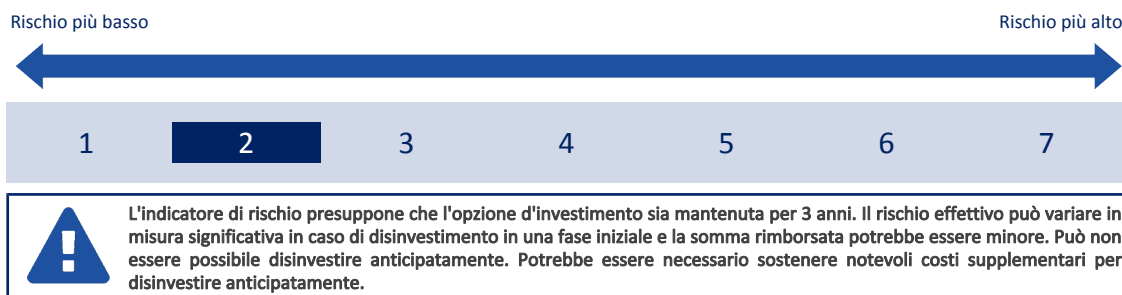 Rischio più basso Rischio più alto
1 2 3 4 5 6 7
L'indicatore di rischio presuppone che l'opzione d'investimento sia mantenuta per 3 anni. Il rischio effettivo può variare in
misura significativa in caso di disinvestimento in una fase iniziale e la somma rimborsata potrebbe essere minore. Può non
essere possibile disinvestire anticipatamente. Potrebbe essere necessario sostenere notevoli costi supplementari per
disinvestire anticipatamente.